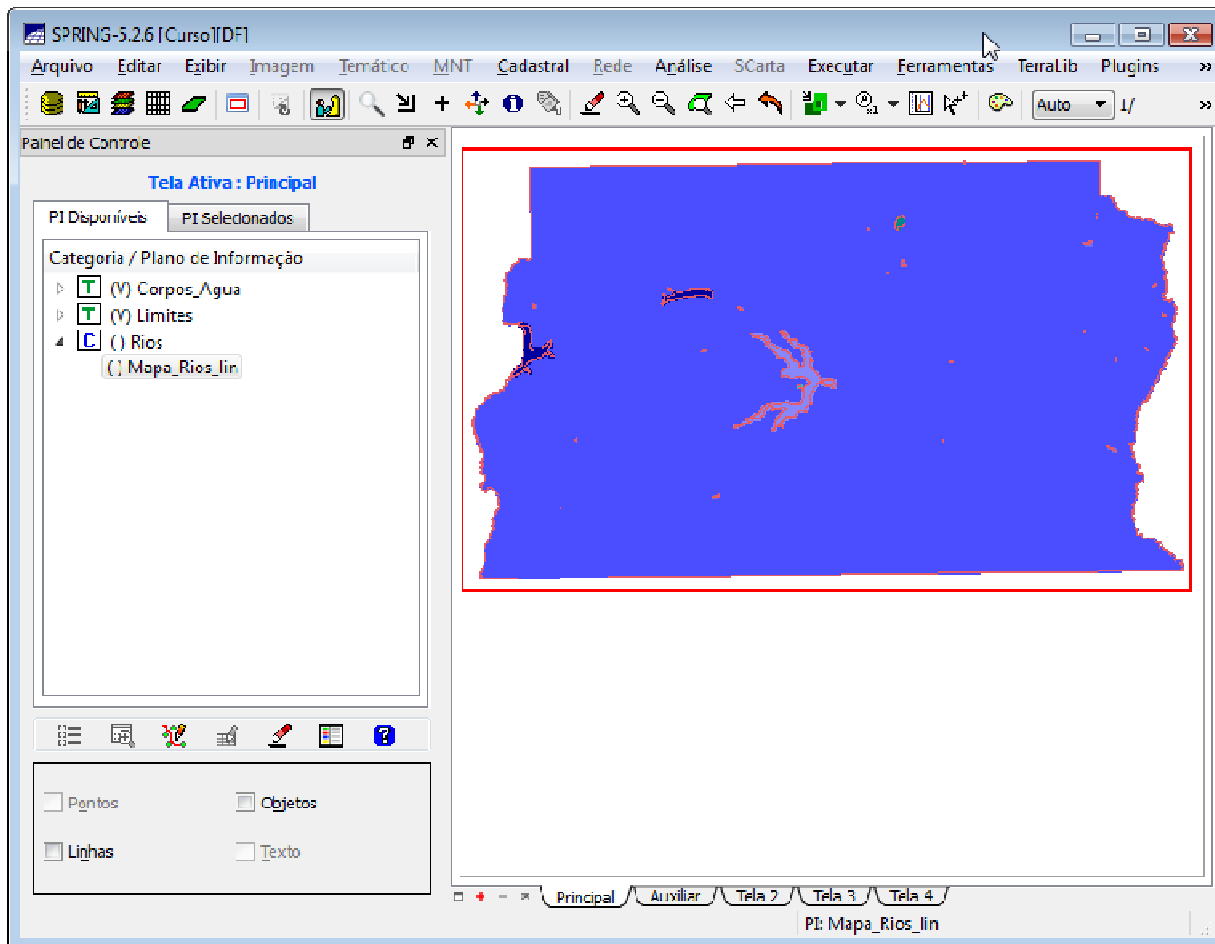 SPRING-5.2.6 [Curso][DF]
Arquivo Editar Exibir Imagem Temático MNT Cadastral Rede Análise SCarta Executar Ferramentas TerraLib Plugins »
Auto 1/ »
Painel de Controle
Tela Ativa : Principal
PI Disponíveis PI Selecionados
Categoria / Plano de Informação
T (V) Corpos_Agua
T (V) Limites
C ( ) Rios
( ) Mapa_Rios_lin
Pontos Objetos
Linhas Texto
Principal Auxiliar Tela 2 Tela 3 Tela 4
PI: Mapa_Rios_lin